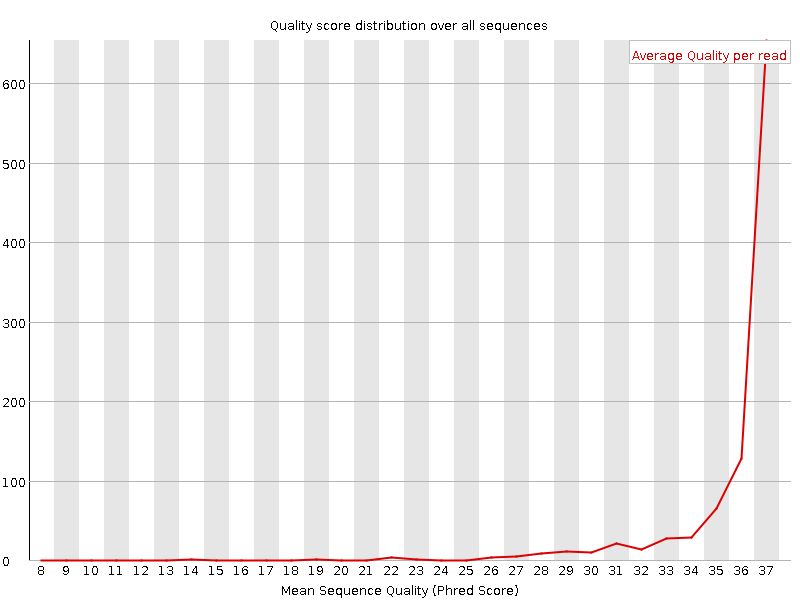 Quality score distribution over all sequences
Average Quality per read
600
500
400
300
200
100
0
8 9 10 11 12 13 14 15 16 17 18 19 20 21 22 23 24 25 26 27 28 29 30 31 32 33 34 35 36 37
Mean Sequence Quality (Phred Score)